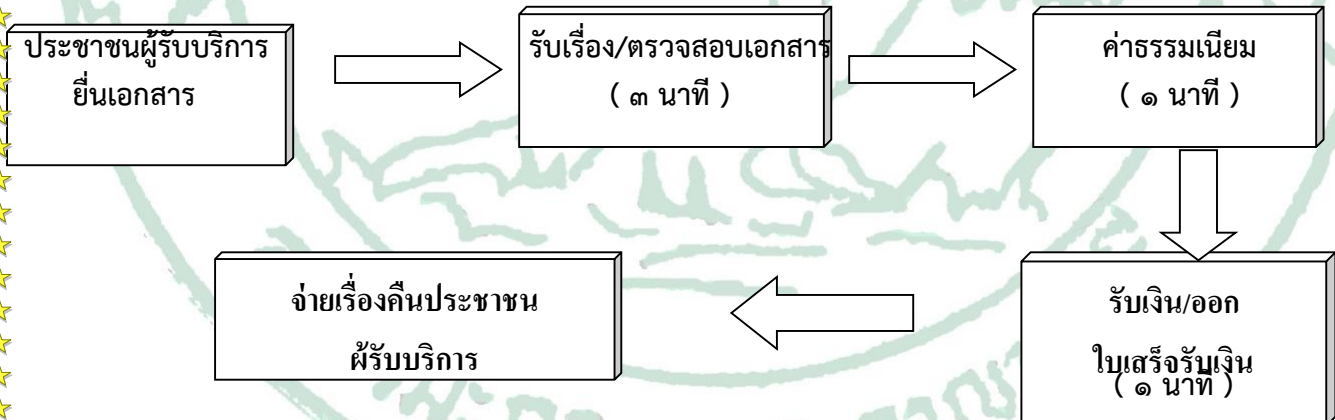 ประชาชนผู้รับบริการ
ยื่นเอกสาร
รับเรื่อง/ตรวจสอบเอกสาร
( ๓ นาที )
ค่าธรรมเนียม
( ๑ นาที )
รับเงิน/ออก
ใบเสร็จรับเงิน
( ๑ นาที )
จ่ายเรื่องคืนประชาชน
ผู้รับบริการ